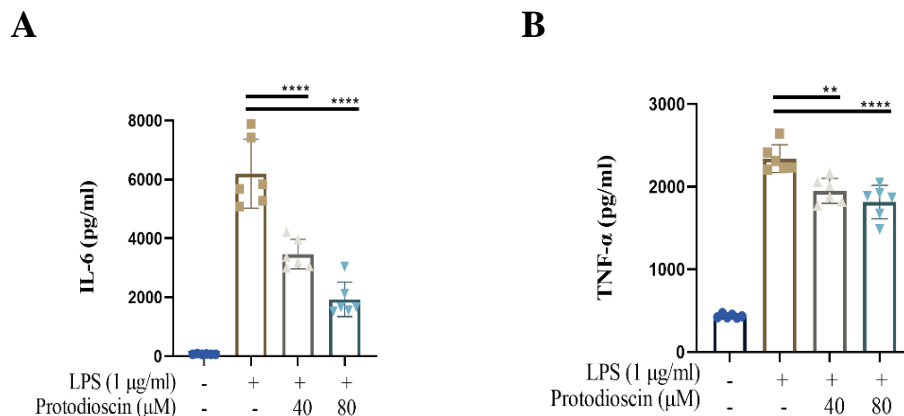 A
IL-6 (pg/ml)
8000
6000
4000
2000
0
****
****
LPS (1 μg/ml) - + + +
Protodioscin (μM) - - 40 80
B
TNF-α (pg/ml)
3000
2000
1000
0
**
****
LPS (1 μg/ml) - + + +
Protodioscin (μM) - - 40 80